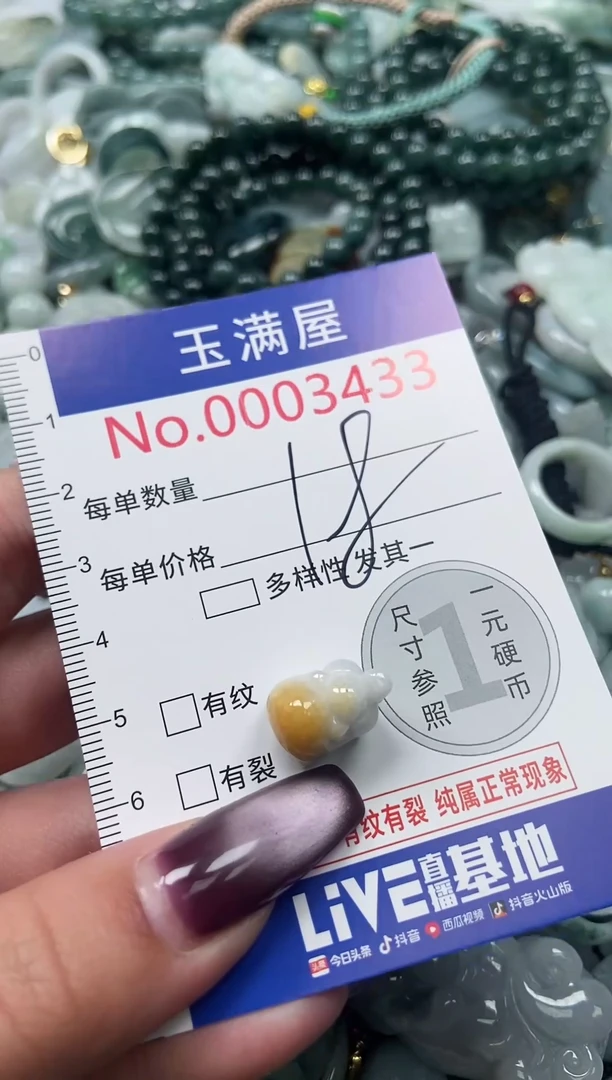 玉满屋
No.0003433
每单数量
18
每单价格
多样性 发其一
尺寸参照
1
一元硬币
有纹
有裂
有纹有裂 纯属正常现象
LiVE直播基地
头条 今日头条 抖音 西瓜视频 抖音火山版
0
1
2
3
4
5
6